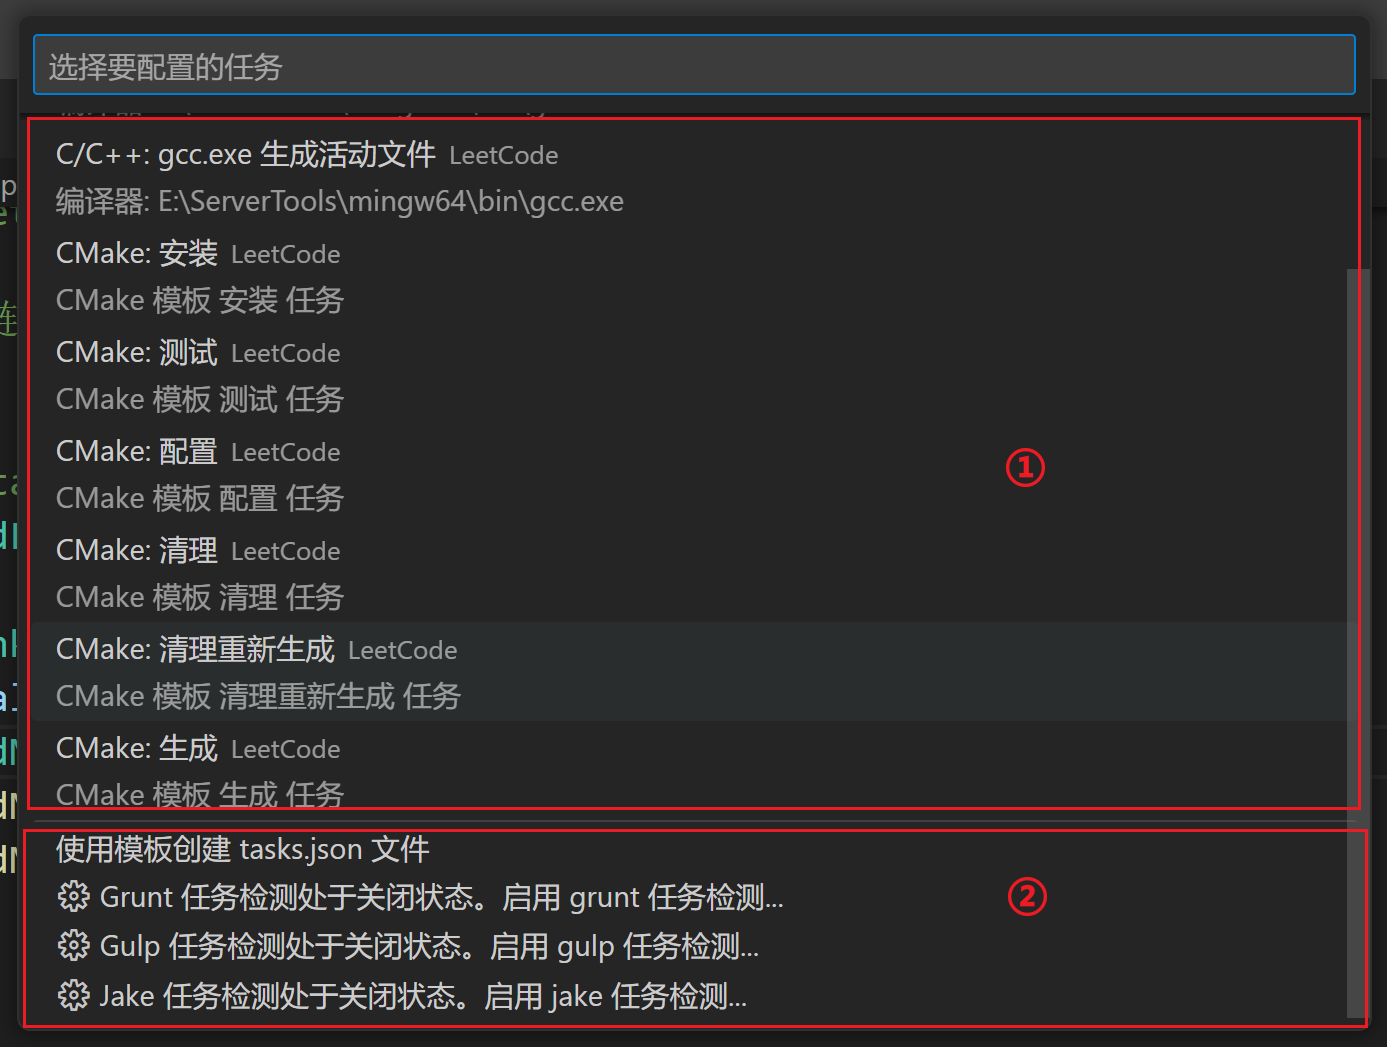 选择要配置的任务
C/C++: gcc.exe 生成活动文件 LeetCode
编译器: E:\ServerTools\mingw64\bin\gcc.exe
CMake: 安装 LeetCode
CMake 模板 安装 任务
CMake: 测试 LeetCode
CMake 模板 测试 任务
CMake: 配置 LeetCode
CMake 模板 配置 任务
①
CMake: 清理 LeetCode
CMake 模板 清理 任务
CMake: 清理重新生成 LeetCode
CMake 模板 清理重新生成 任务
CMake: 生成 LeetCode
CMake 模板 生成 任务
使用模板创建 tasks.json 文件
Grunt 任务检测处于关闭状态。启用 grunt 任务检测...
②
Gulp 任务检测处于关闭状态。启用 gulp 任务检测...
Jake 任务检测处于关闭状态。启用 jake 任务检测...